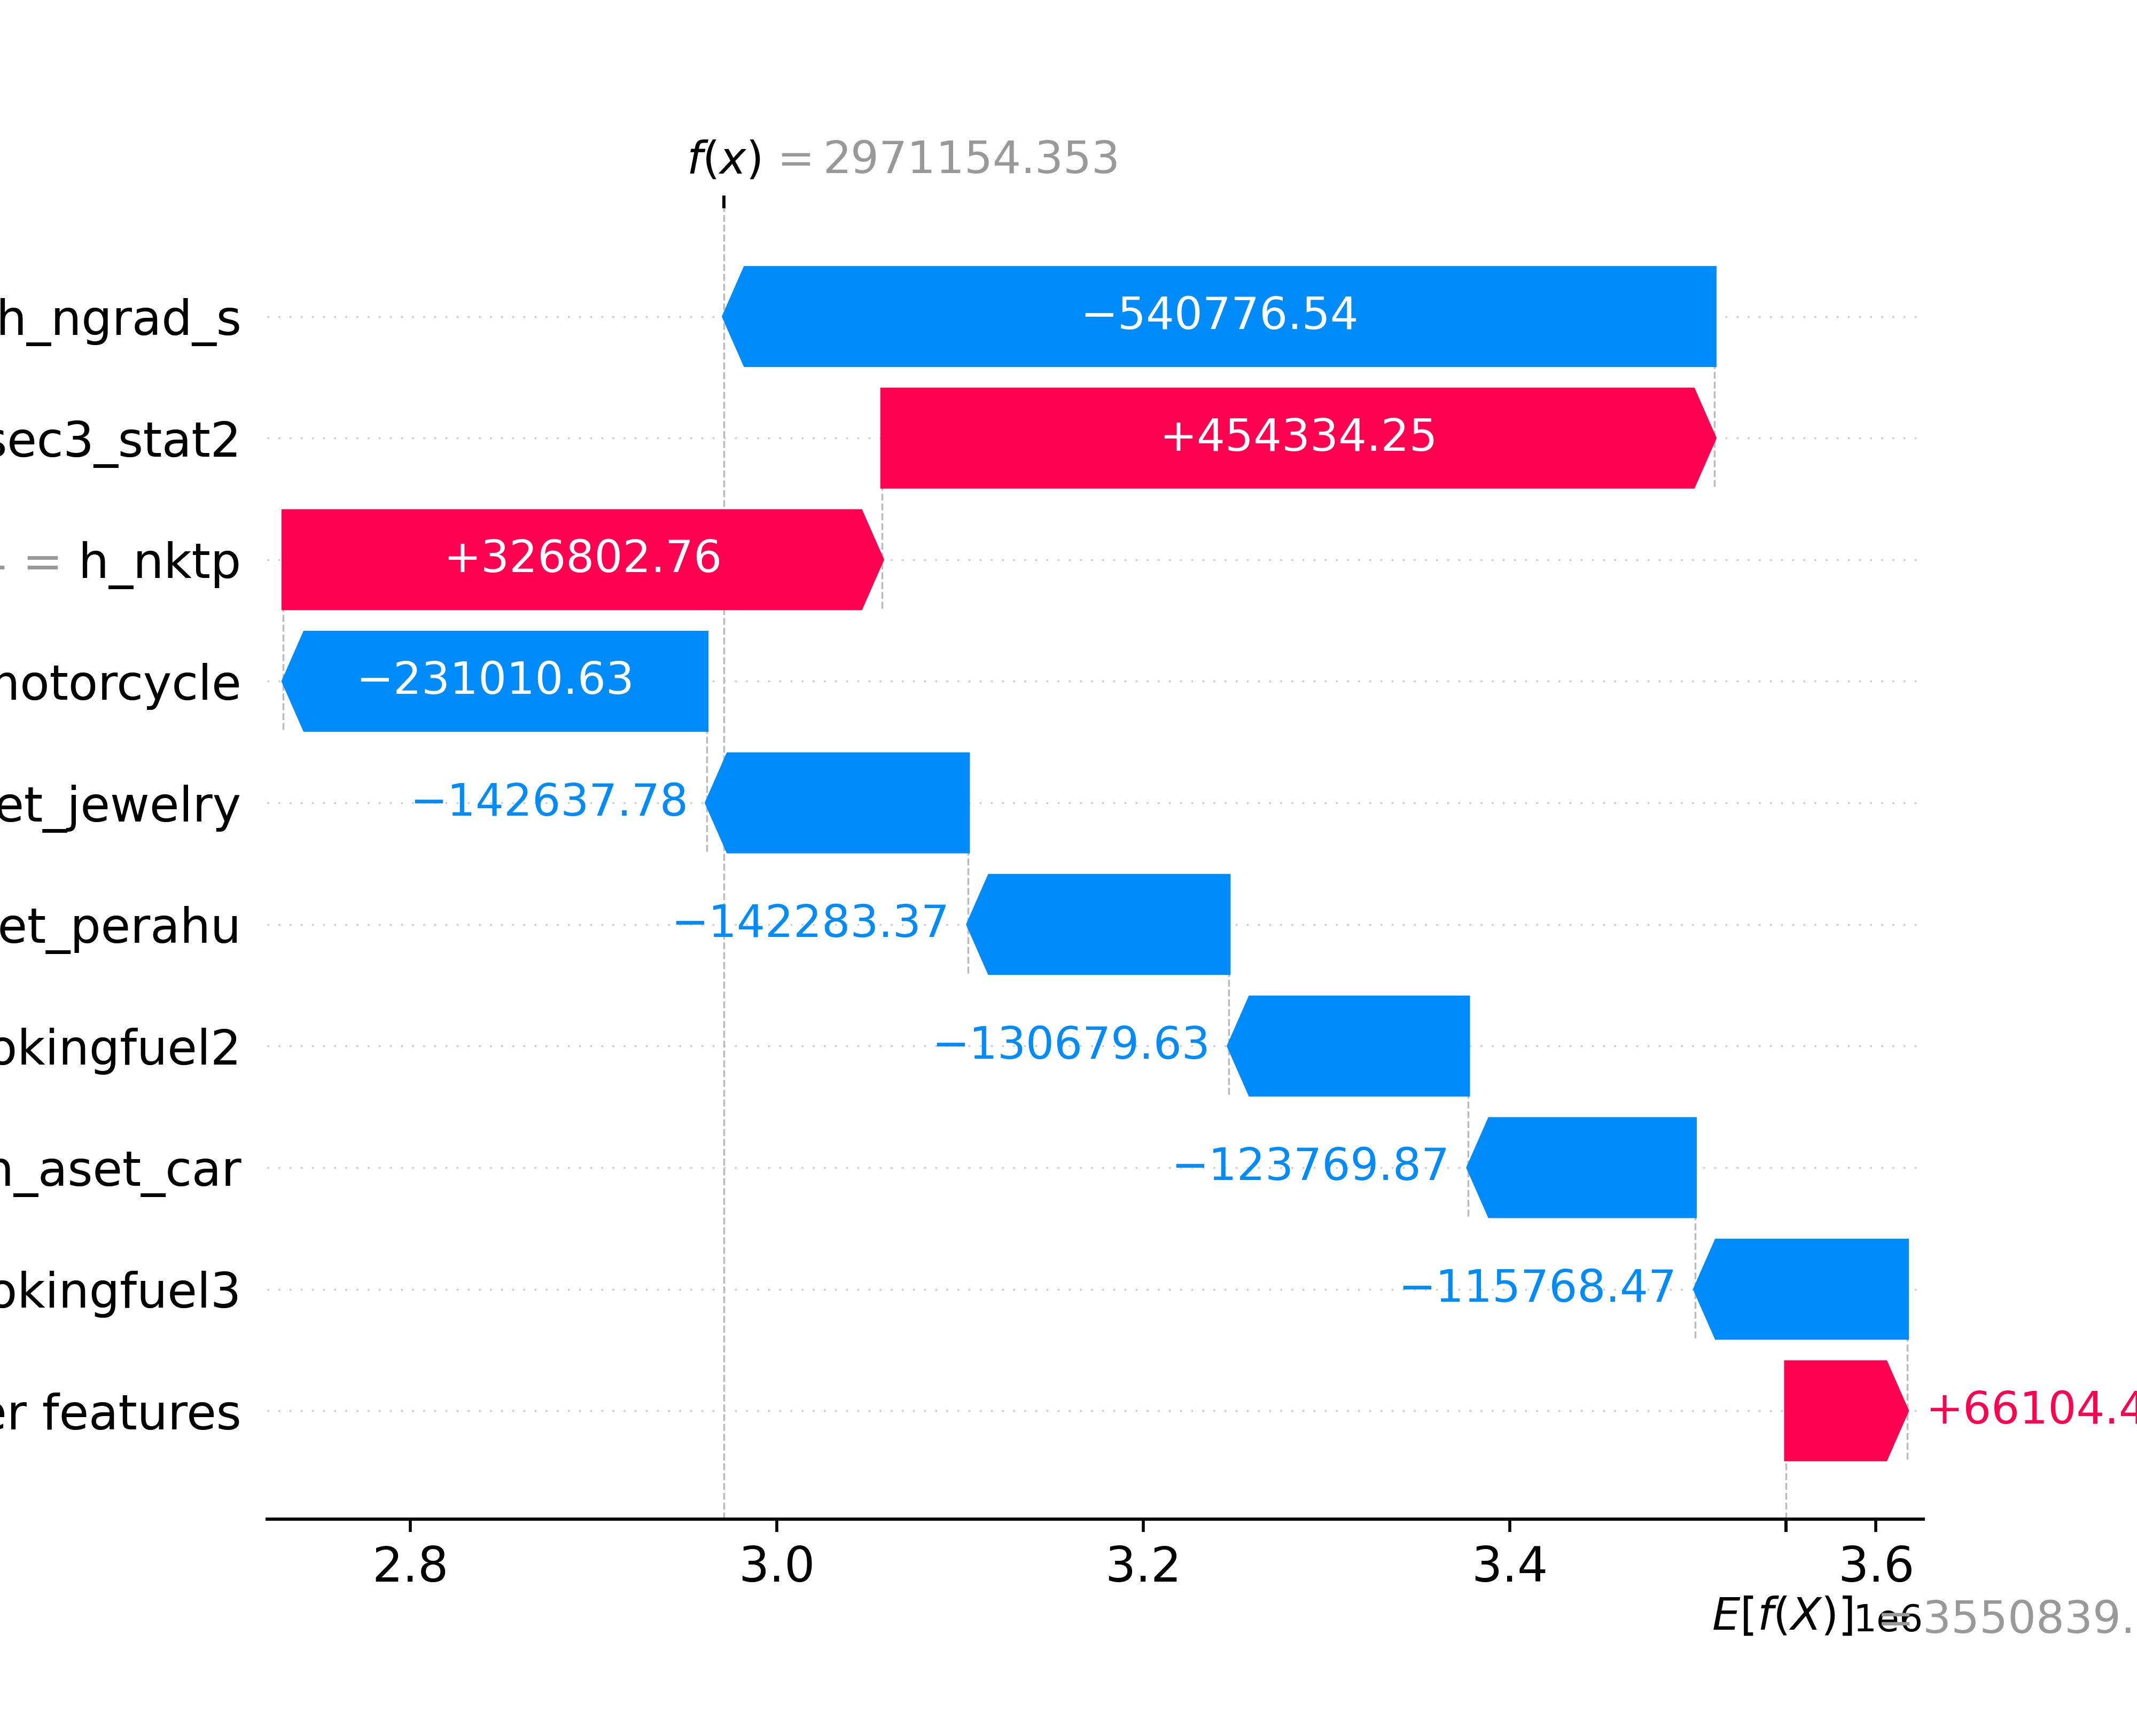 f(x) = 2971154.353
h_ngrad_s
−540776.54
sec3_stat2
+454334.25
= h_nktp
+326802.76
motorcycle
−231010.63
et_jewelry
−142637.78
et_perahu
−142283.37
okingfuel2
−130679.63
h_aset_car
−123769.87
okingfuel3
−115768.47
er features
+66104.4
2.8 3.0 3.2 3.4 3.6
1e6
E[f(X)] = 3550839.